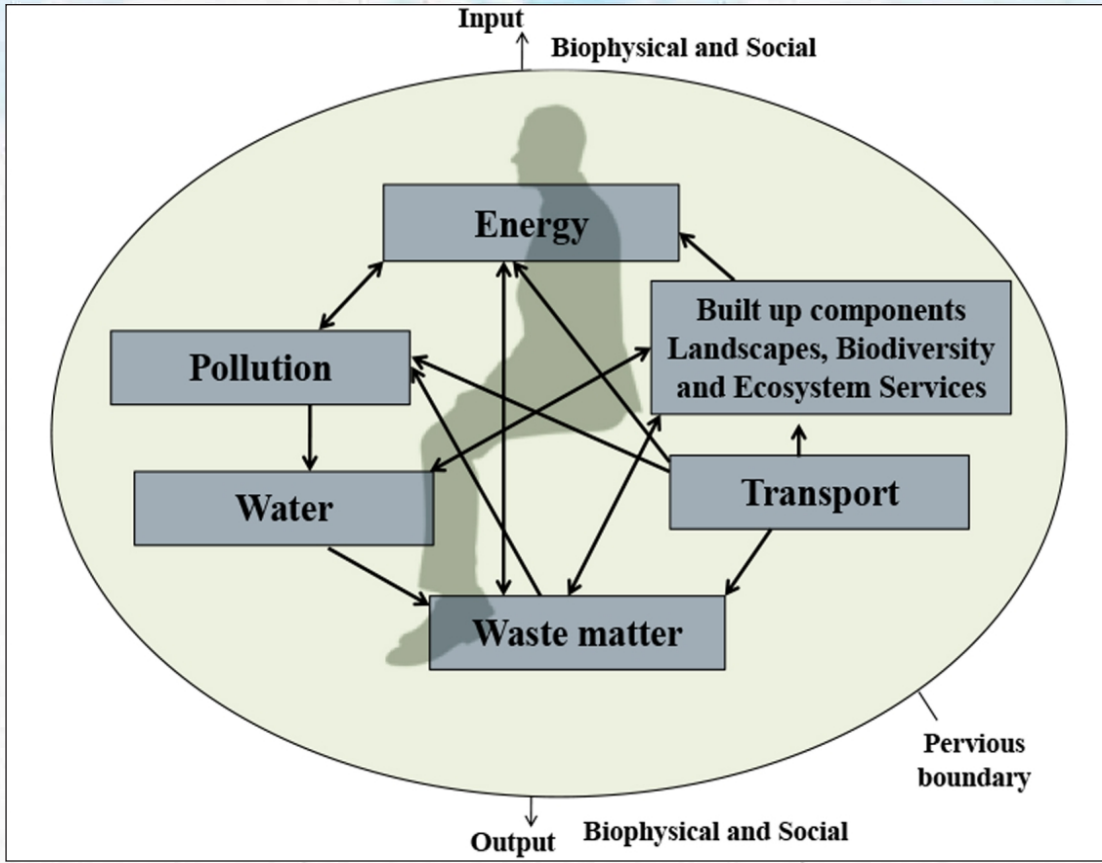 Input
Biophysical and Social
Energy
Built up components
Landscapes, Biodiversity
and Ecosystem Services
Pollution
Water
Transport
Waste matter
Pervious
boundary
Output
Biophysical and Social